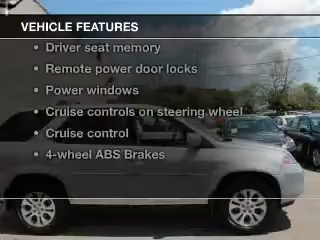 VEHICLE FEATURES
• Driver seat memory
• Remote power door locks
• Power windows
• Cruise controls on steering wheel
• Cruise control
• 4-wheel ABS Brakes